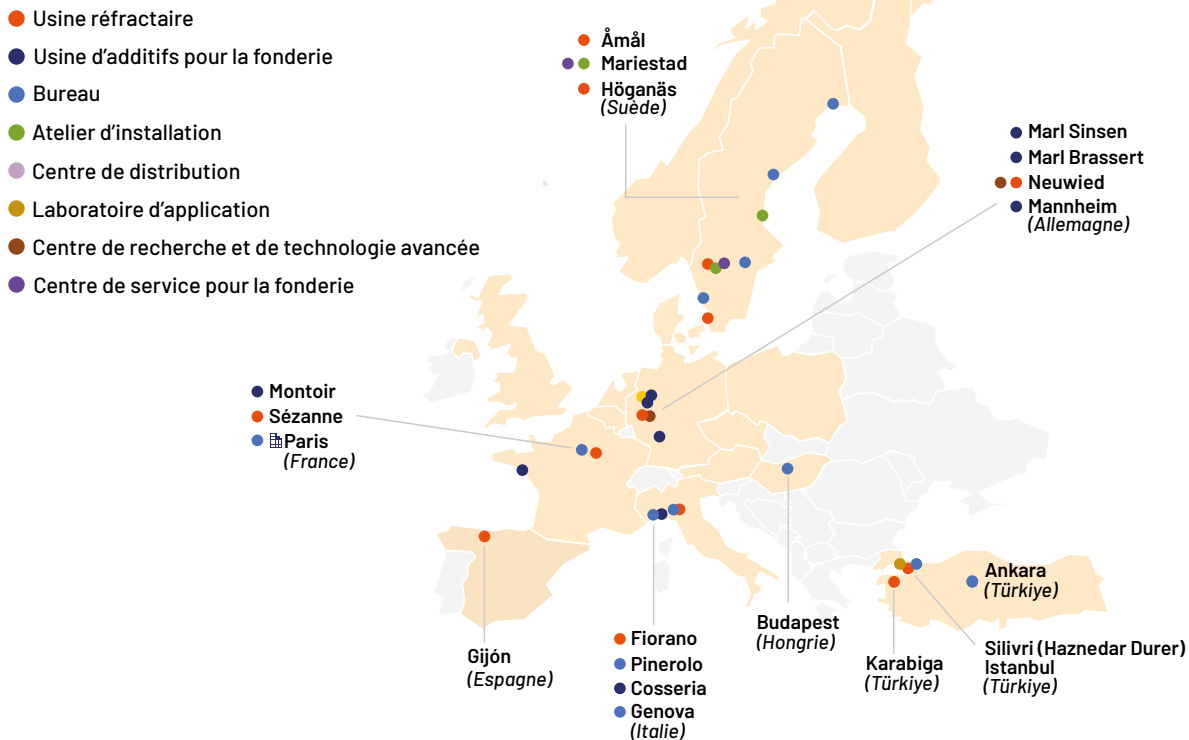 Usine réfractaire
Usine d'additifs pour la fonderie
Bureau
Atelier d'installation
Centre de distribution
Laboratoire d'application
Centre de recherche et de technologie avancée
Centre de service pour la fonderie
Åmål
Mariestad
Höganäs
(Suède)
Marl Sinsen
Marl Brassert
Neuwied
Mannheim
(Allemagne)
Montoir
Sézanne
Paris
(France)
Gijón
(Espagne)
Fiorano
Pinerolo
Cosseria
Genova
(Italie)
Budapest
(Hongrie)
Karabiga
(Türkiye)
Ankara
(Türkiye)
Silivri (Haznedar Durer)
Istanbul
(Türkiye)